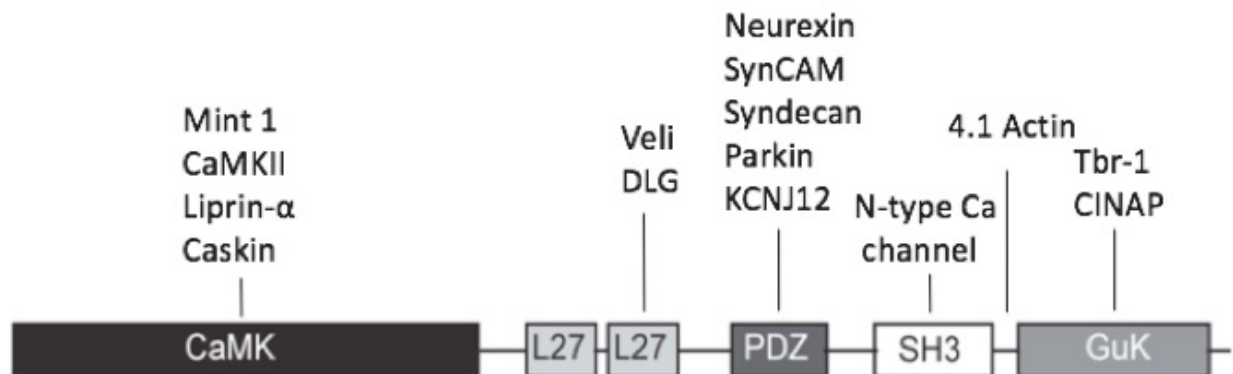 Mint 1
CaMKII
Liprin-α
Caskin
Veli
DLG
Neurexin
SynCAM
Syndecan
Parkin
KCNJ12
N-type Ca
channel
4.1 Actin
Tbr-1
CINAP
CaMK
L27
L27
PDZ
SH3
GuK